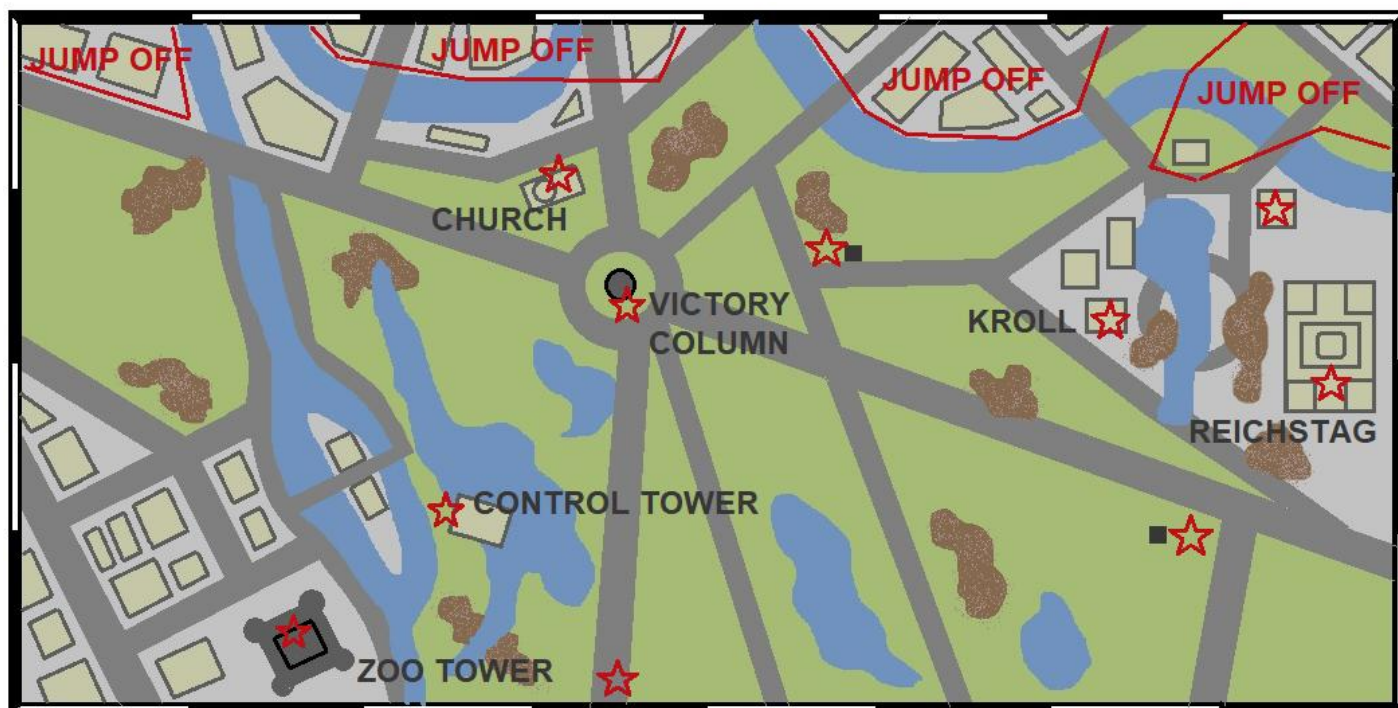 JUMP OFF
JUMP OFF
JUMP OFF
JUMP OFF
CHURCH
VICTORY
COLUMN
KROLL
REICHSTAG
CONTROL TOWER
ZOO TOWER